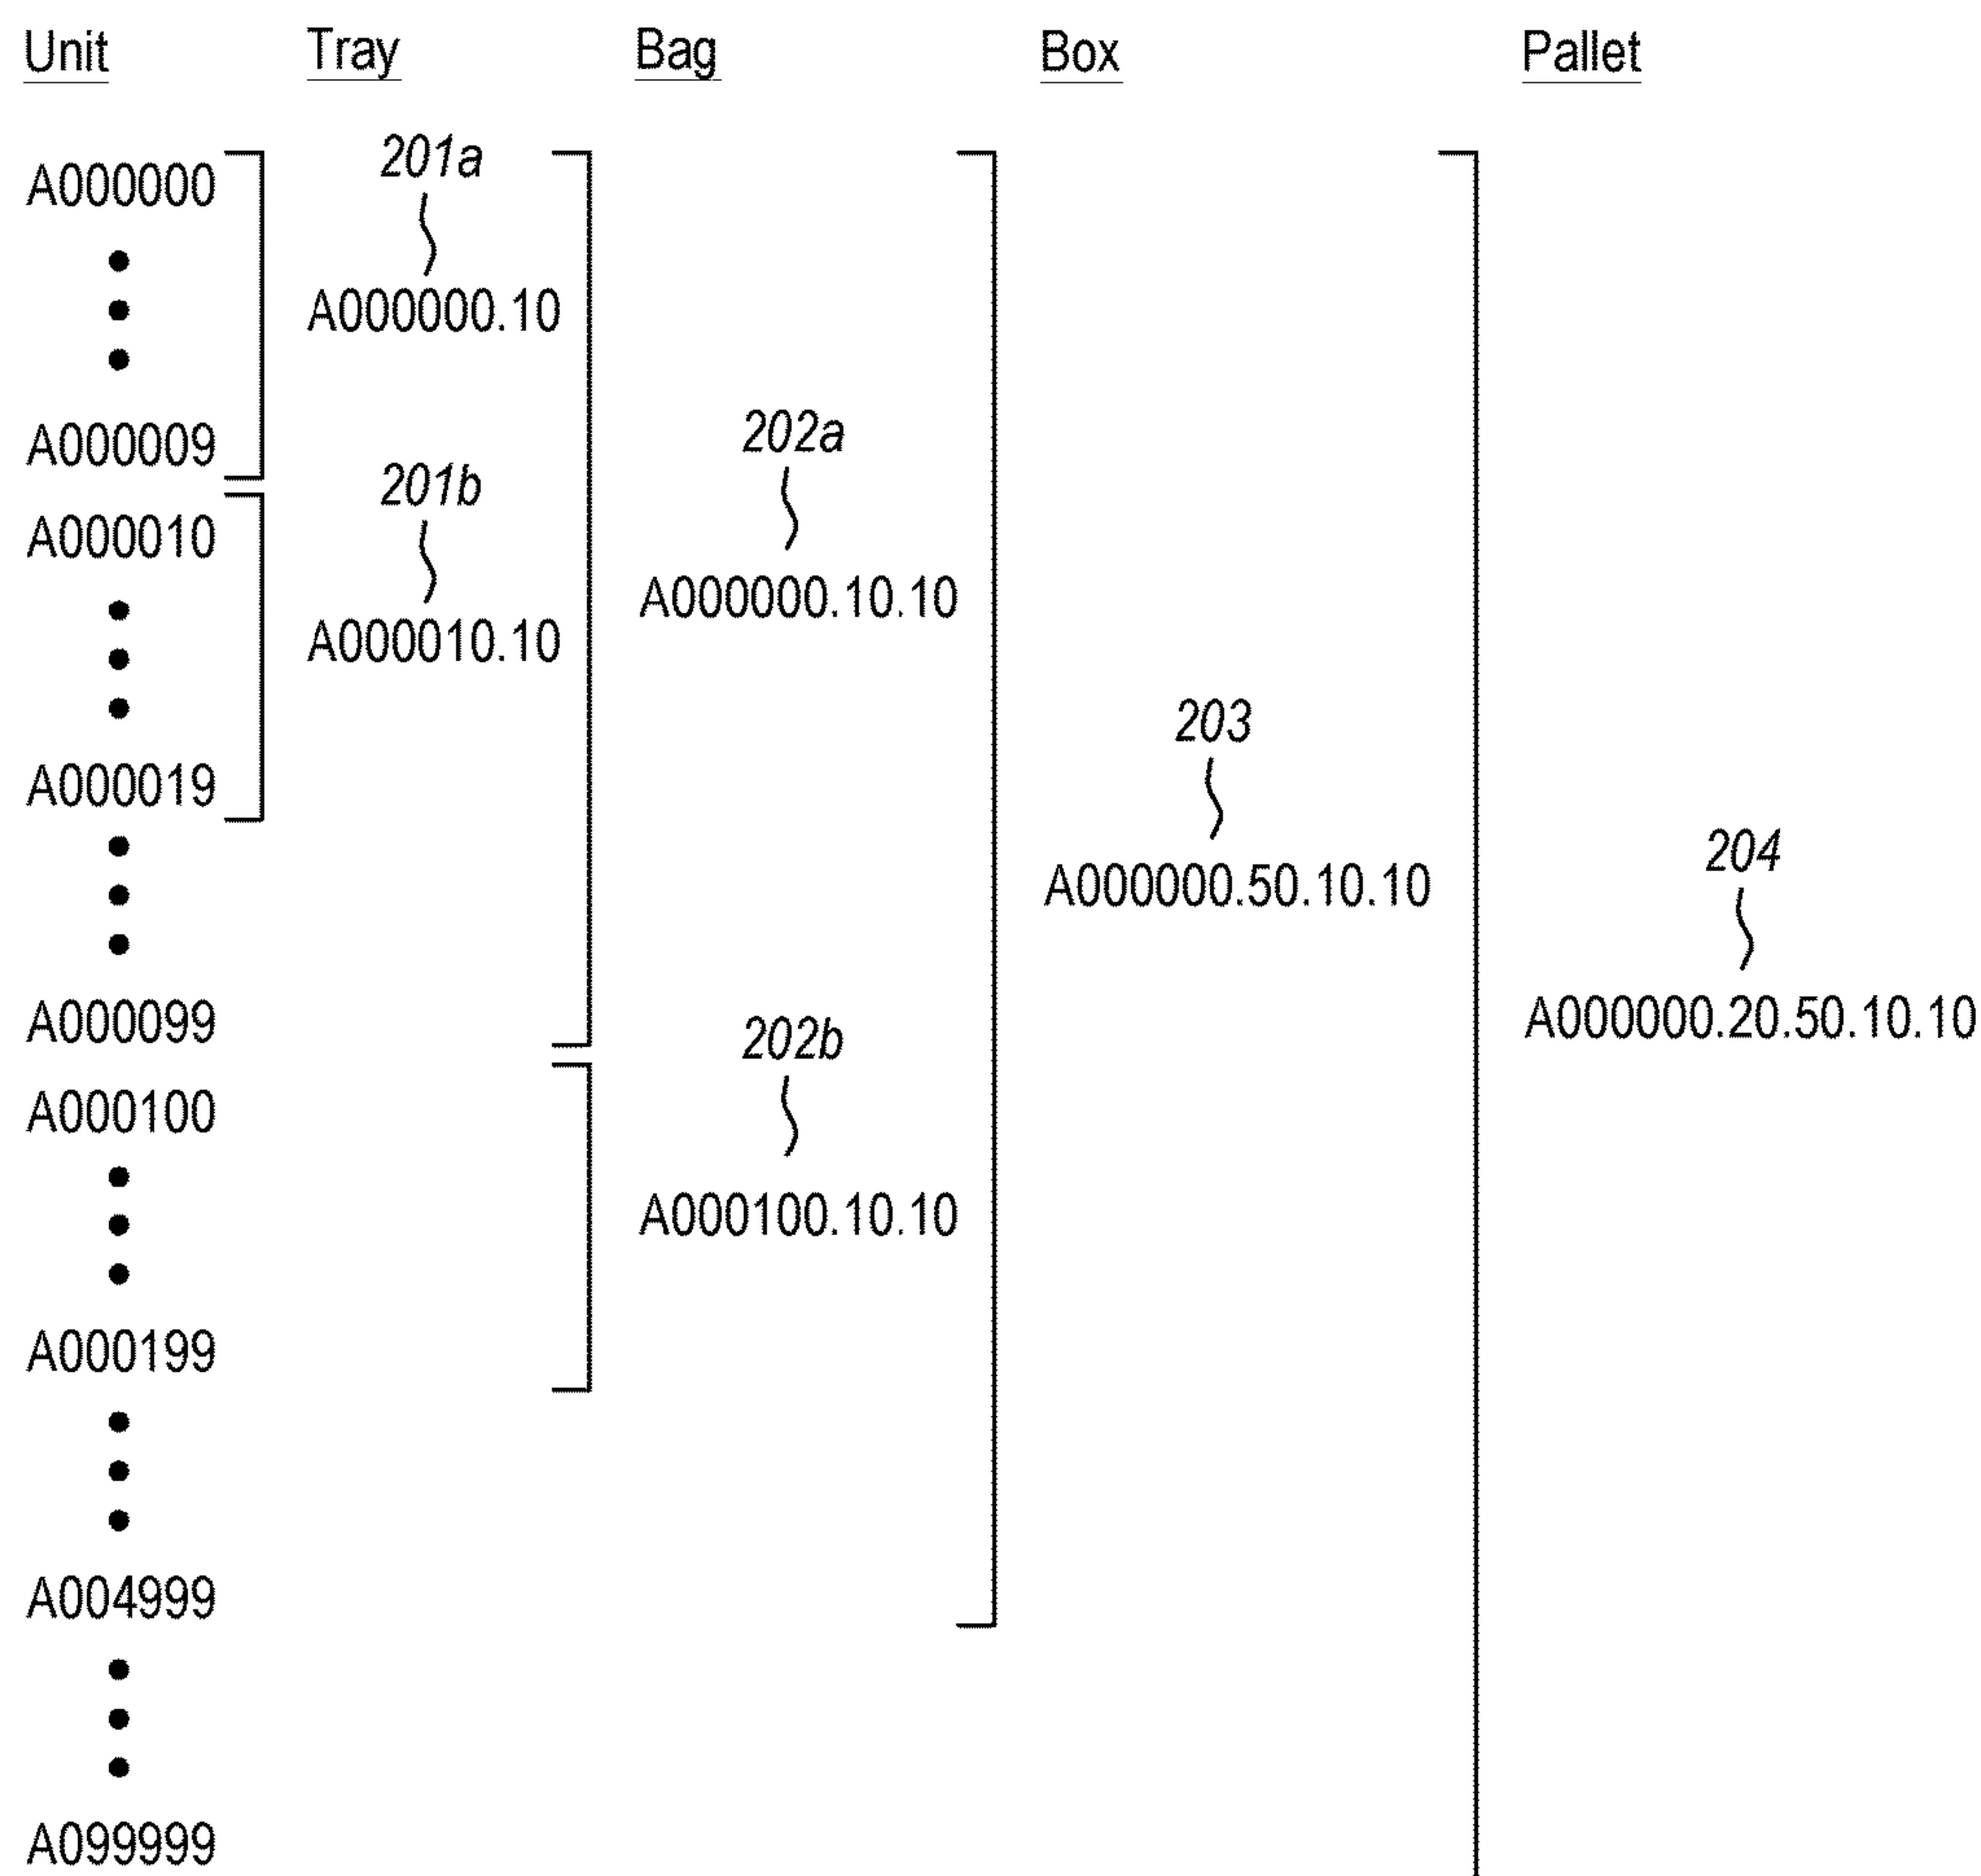 Unit Tray Bag Box Pallet
201a
A000000
A000000.10
202a
A000009
201b
A000010
A000000.10.10
A000010.10
203
A000019
204
A000000.50.10.10
A000000.20.50.10.10
A000099
202b
A000100
A000100.10.10
A000199
A004999
A099999